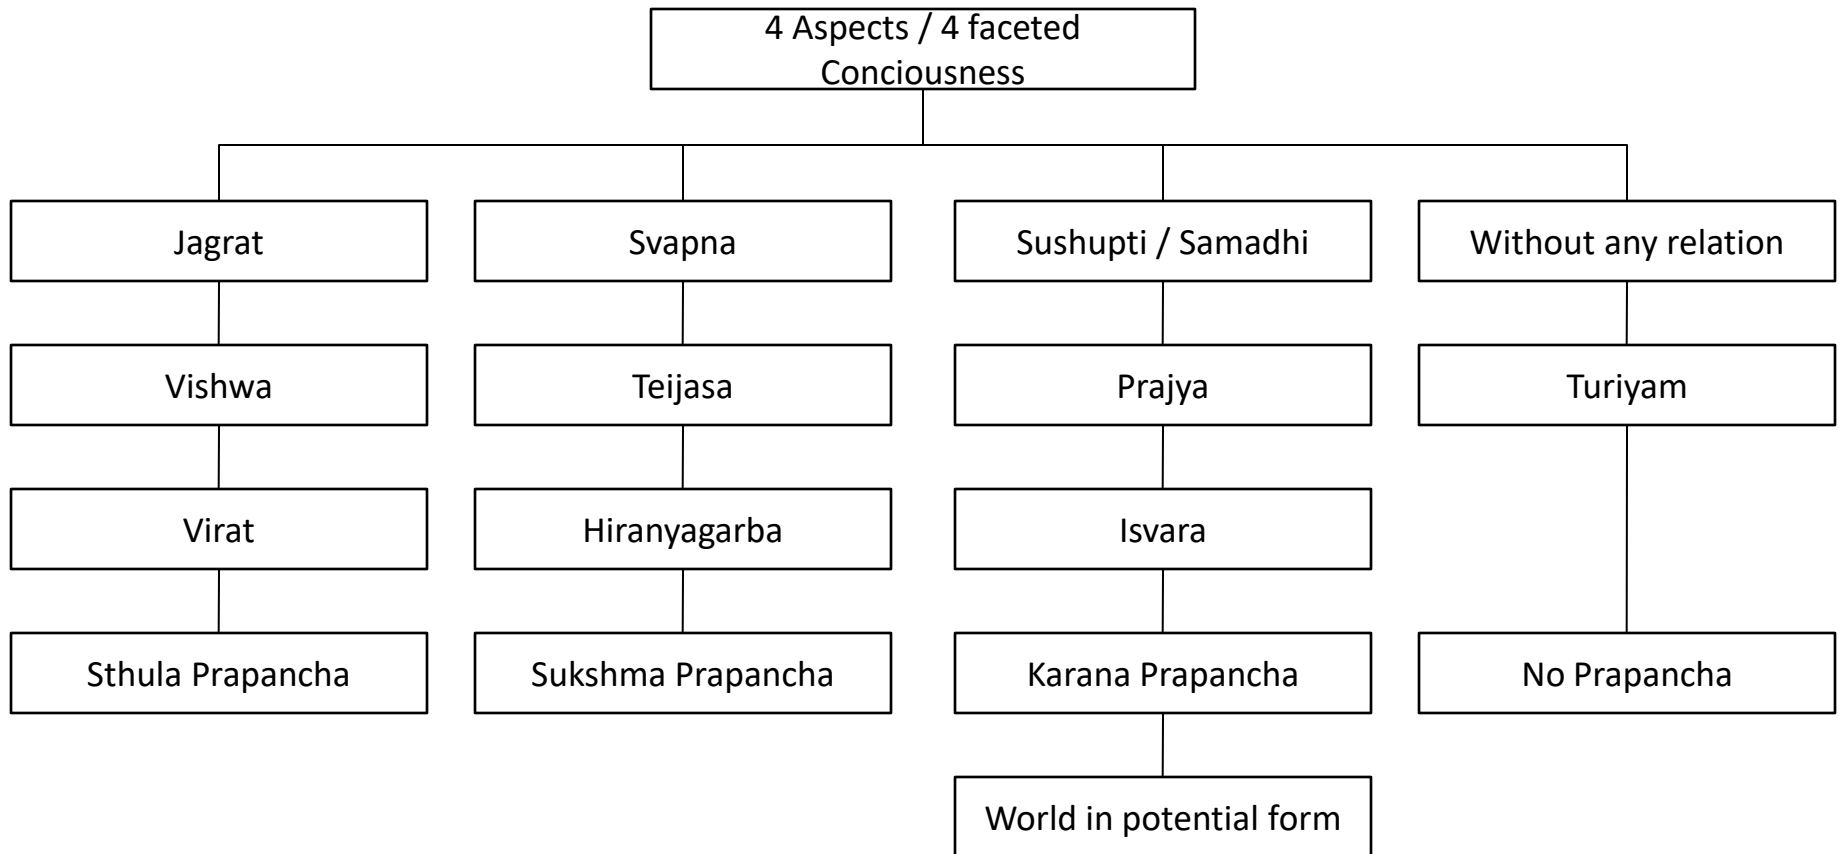 4 Aspects / 4 faceted
Conciousness
Jagrat
Svapna
Sushupti / Samadhi
Without any relation
Vishwa
Teijasa
Prajya
Turiyam
Virat
Hiranyagarba
Isvara
Sthula Prapancha
Sukshma Prapancha
Karana Prapancha
No Prapancha
World in potential form